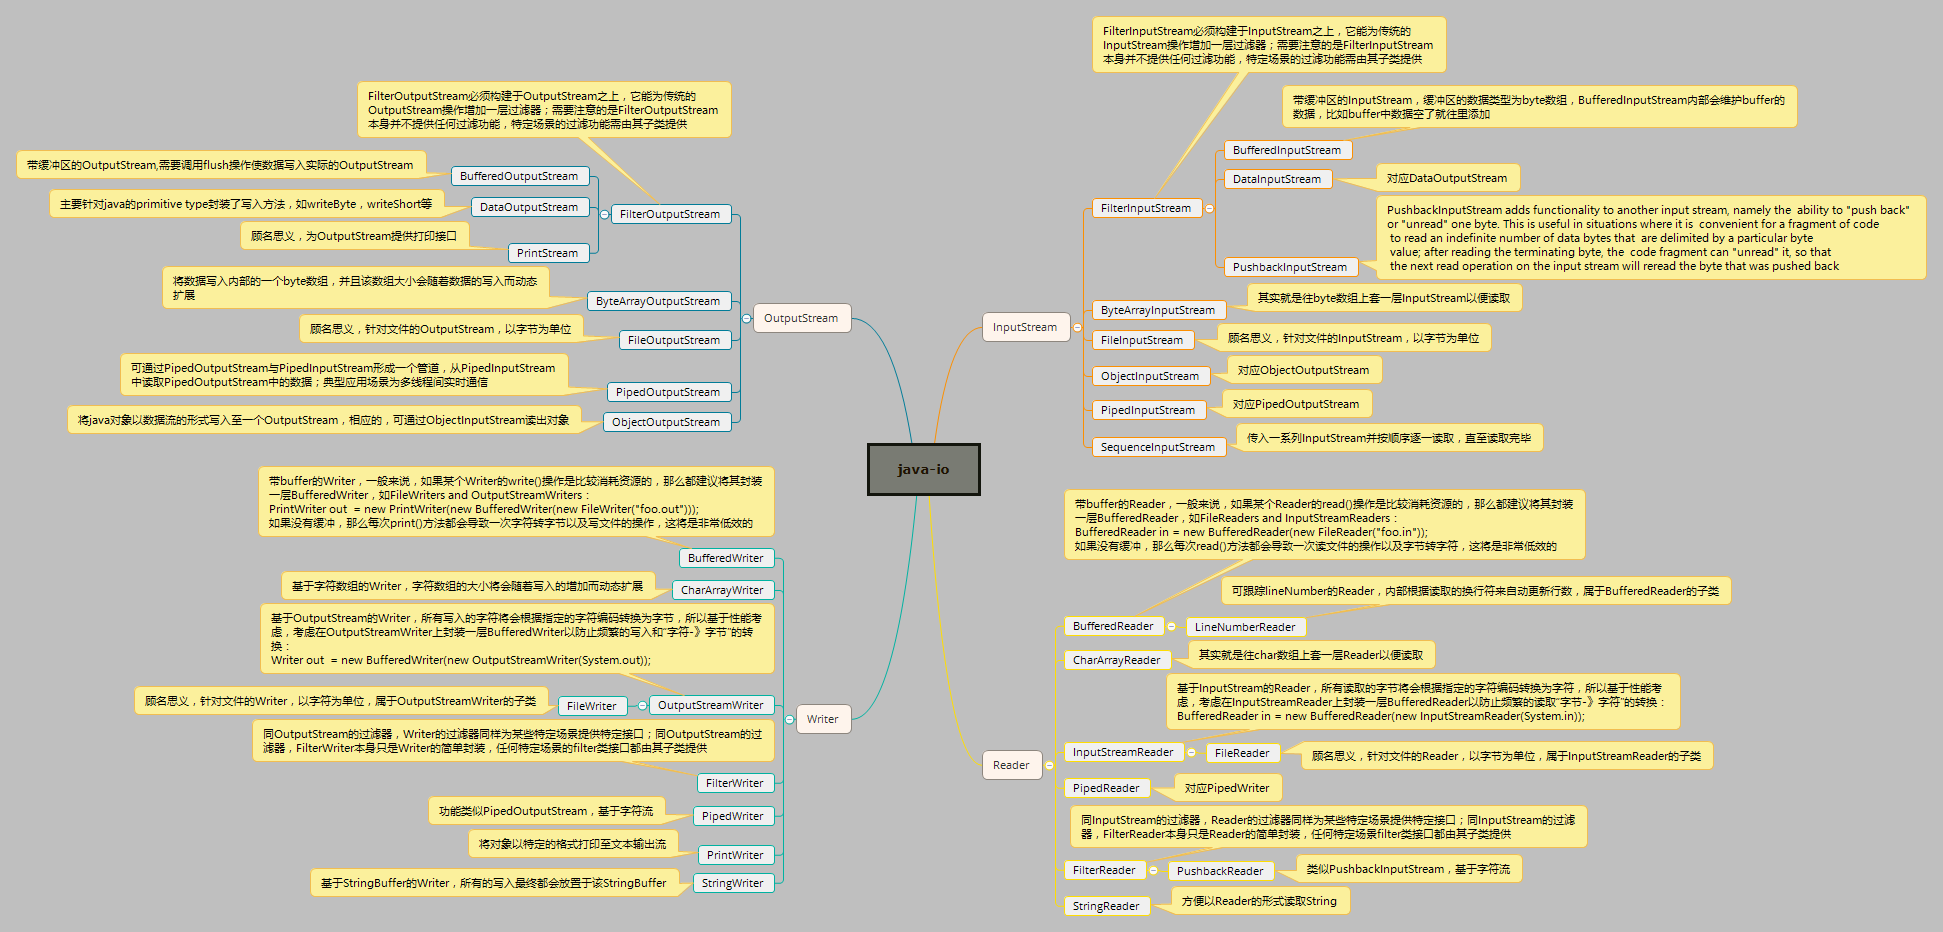 FilterOutputStream必须构建于OutputStream之上，它能为传统的
OutputStream操作增加一层过滤器；需要注意的是FilterOutputStream
本身并不提供任何过滤功能，特定场景的过滤功能需由其子类提供
带缓冲区的OutputStream,需要调用flush操作使数据写入实际的OutputStream
BufferedOutputStream
主要针对java的primitive type封装了写入方法，如writeByte，writeShort等
DataOutputStream
FilterOutputStream
顾名思义，为OutputStream提供打印接口
PrintStream
将数据写入内部的一个byte数组，并且该数组大小会随着数据的写入而动态
扩展
ByteArrayOutputStream
OutputStream
顾名思义，针对文件的OutputStream，以字节为单位
FileOutputStream
可通过PipedOutputStream与PipedInputStream形成一个管道，从PipedInputStream
中读取PipedOutputStream中的数据；典型应用场景为多线程间实时通信
PipedOutputStream
将java对象以数据流的形式写入至一个OutputStream，相应的，可通过ObjectInputStream读出对象
ObjectOutputStream
FilterInputStream必须构建于InputStream之上，它能为传统的
InputStream操作增加一层过滤器；需要注意的是FilterInputStream
本身并不提供任何过滤功能，特定场景的过滤功能需由其子类提供
带缓冲区的InputStream，缓冲区的数据类型为byte数组，BufferedInputStream内部会维护buffer的
数据，比如buffer中数据空了就往里添加
BufferedInputStream
DataInputStream
对应DataOutputStream
FilterInputStream
PushbackInputStream adds functionality to another input stream, namely the  ability to "push back"
or "unread" one byte. This is useful in situations where it is  convenient for a fragment of code
to read an indefinite number of data bytes that  are delimited by a particular byte
value; after reading the terminating byte, the  code fragment can "unread" it, so that
the next read operation on the input stream will reread the byte that was pushed back
PushbackInputStream
其实就是往byte数组上套一层InputStream以便读取
ByteArrayInputStream
InputStream
顾名思义，针对文件的InputStream，以字节为单位
FileInputStream
对应ObjectOutputStream
ObjectInputStream
对应PipedOutputStream
PipedInputStream
传入一系列InputStream并按顺序逐一读取，直至读取完毕
SequenceInputStream
java-io
带buffer的Writer，一般来说，如果某个Writer的write()操作是比较消耗资源的，那么都建议将其封装
一层BufferedWriter，如FileWriters and OutputStreamWriters：
PrintWriter out  = new PrintWriter(new BufferedWriter(new FileWriter("foo.out")));
如果没有缓冲，那么每次print()方法都会导致一次字符转字节以及写文件的操作，这将是非常低效的
BufferedWriter
基于字符数组的Writer，字符数组的大小将会随着写入的增加而动态扩展
CharArrayWriter
基于OutputStream的Writer，所有写入的字符将会根据指定的字符编码转换为字节，所以基于性能考
虑，考虑在OutputStreamWriter上封装一层BufferedWriter以防止频繁的写入和“字符-》字节”的转
换：
Writer out  = new BufferedWriter(new OutputStreamWriter(System.out));
顾名思义，针对文件的Writer，以字符为单位，属于OutputStreamWriter的子类
FileWriter
OutputStreamWriter
Writer
同OutputStream的过滤器，Writer的过滤器同样为某些特定场景提供特定接口；同OutputStream的过
滤器，FilterWriter本身只是Writer的简单封装，任何特定场景的filter类接口都由其子类提供
FilterWriter
功能类似PipedOutputStream，基于字符流
PipedWriter
将对象以特定的格式打印至文本输出流
PrintWriter
基于StringBuffer的Writer，所有的写入最终都会放置于该StringBuffer
StringWriter
带buffer的Reader，一般来说，如果某个Reader的read()操作是比较消耗资源的，那么都建议将其封装
一层BufferedReader，如FileReaders and InputStreamReaders：
BufferedReader in = new BufferedReader(new FileReader("foo.in"));
如果没有缓冲，那么每次read()方法都会导致一次读文件的操作以及字节转字符，这将是非常低效的
可跟踪lineNumber的Reader，内部根据读取的换行符来自动更新行数，属于BufferedReader的子类
BufferedReader
LineNumberReader
其实就是往char数组上套一层Reader以便读取
CharArrayReader
基于InputStream的Reader，所有读取的字节将会根据指定的字符编码转换为字符，所以基于性能考
虑，考虑在InputStreamReader上封装一层BufferedReader以防止频繁的读取“字节-》字符”的转换：
BufferedReader in = new BufferedReader(new InputStreamReader(System.in));
InputStreamReader
FileReader
顾名思义，针对文件的Reader，以字节为单位，属于InputStreamReader的子类
Reader
PipedReader
对应PipedWriter
同InputStream的过滤器，Reader的过滤器同样为某些特定场景提供特定接口；同InputStream的过滤
器，FilterReader本身只是Reader的简单封装，任何特定场景filter类接口都由其子类提供
FilterReader
PushbackReader
类似PushbackInputStream，基于字符流
StringReader
方便以Reader的形式读取String